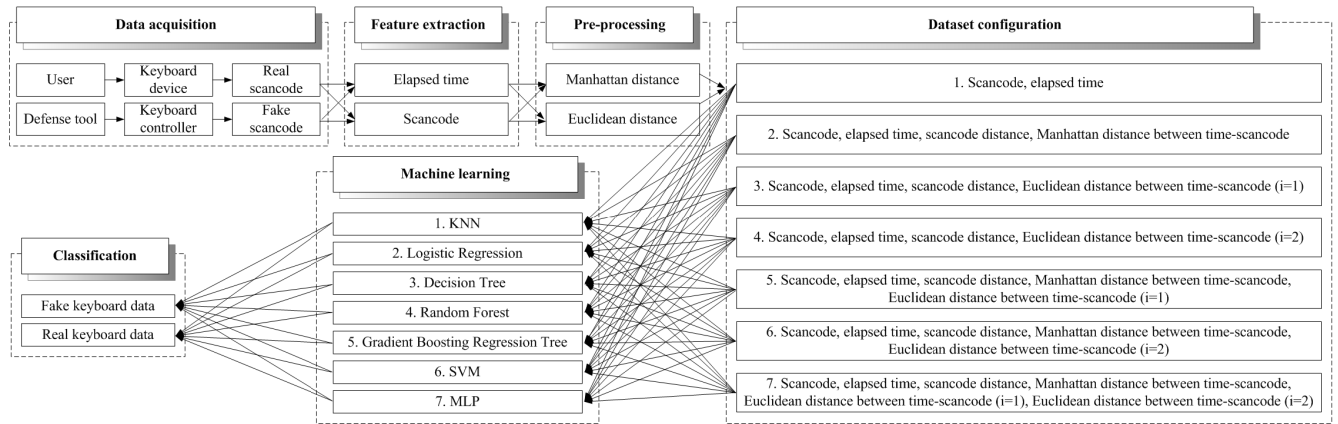 Data acquisition
User
Keyboard
device
Real
scancode
Defense tool
Keyboard
controller
Fake
scancode
Feature extraction
Elapsed time
Scancode
Pre-processing
Manhattan distance
Euclidean distance
Dataset configuration
1. Scancode, elapsed time
2. Scancode, elapsed time, scancode distance, Manhattan distance between time-scancode
3. Scancode, elapsed time, scancode distance, Euclidean distance between time-scancode (i=1)
4. Scancode, elapsed time, scancode distance, Euclidean distance between time-scancode (i=2)
5. Scancode, elapsed time, scancode distance, Manhattan distance between time-scancode,
Euclidean distance between time-scancode (i=1)
6. Scancode, elapsed time, scancode distance, Manhattan distance between time-scancode,
Euclidean distance between time-scancode (i=2)
7. Scancode, elapsed time, scancode distance, Manhattan distance between time-scancode,
Euclidean distance between time-scancode (i=1), Euclidean distance between time-scancode (i=2)
Machine learning
1. KNN
2. Logistic Regression
3. Decision Tree
4. Random Forest
5. Gradient Boosting Regression Tree
6. SVM
7. MLP
Classification
Fake keyboard data
Real keyboard data